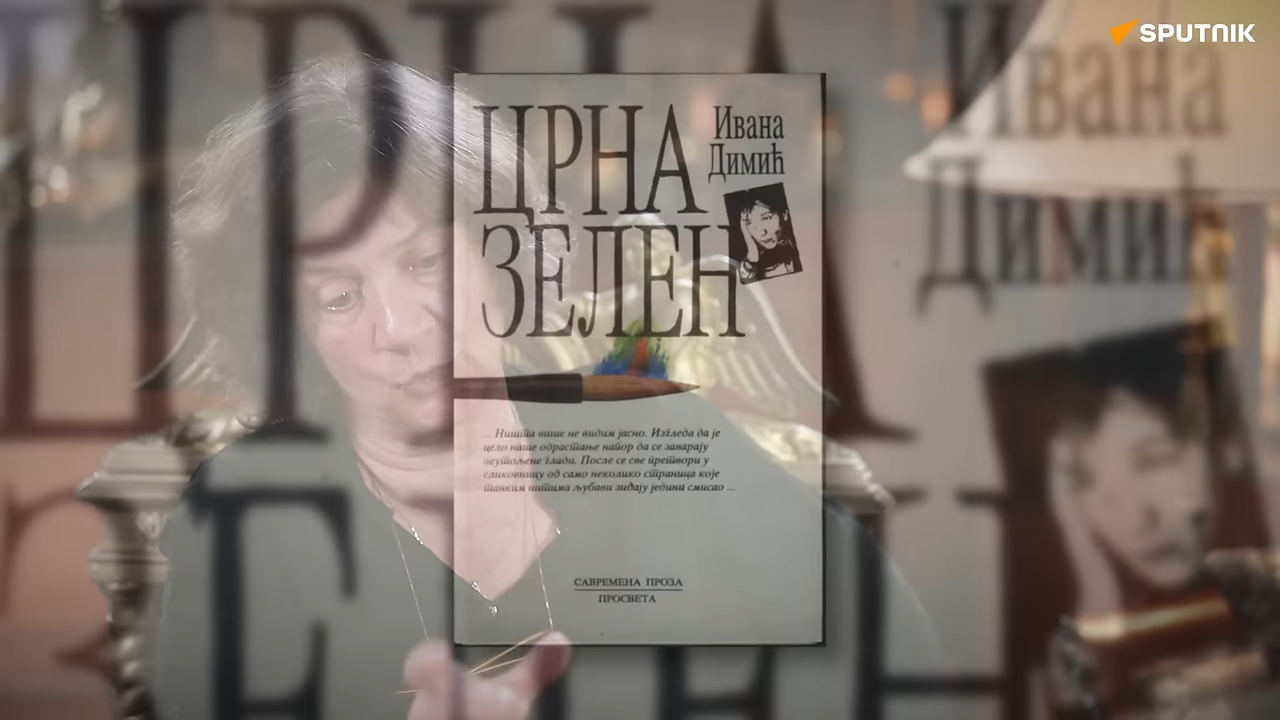 SPUTNIK
ЦРНА
ЗЕЛЕН
Ивана
Димић
... Ништа више не видим јасно. Изгледа да је
цело наше одрастање напор да се заварају
неутољене глади. После се све претвори у
сликовницу од само неколико страница које
танким нитима љубави зидају једини смисао ...
САВРЕМЕНА ПРОЗА
ПРОСВЕТА
Ивана
Димић